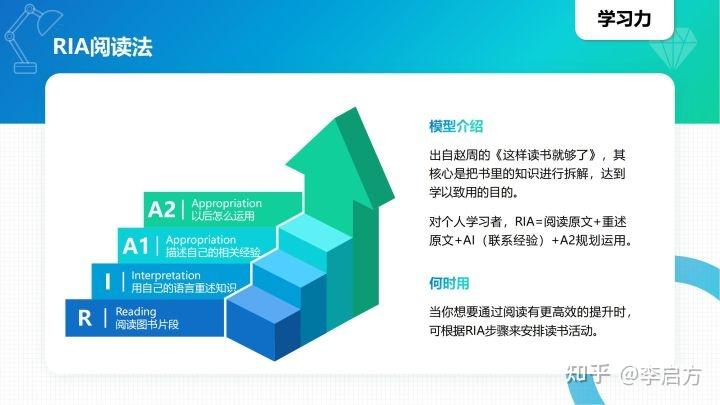 学习力
RIA阅读法
A2
Appropriation
以后怎么运用
A1
Appropriation
描述自己的相关经验
I
Interpretation
用自己的语言重述知识
R
Reading
阅读图书片段
模型介绍
出自赵周的《这样读书就够了》，其
核心是把书里的知识进行拆解，达到
学以致用的目的。
对个人学习者，RIA=阅读原文+重述
原文+AI（联系经验）+A2规划运用。
何时用
当你想要通过阅读有更高效的提升时，
可根据RIA步骤来安排读书活动。
知乎 @李启方